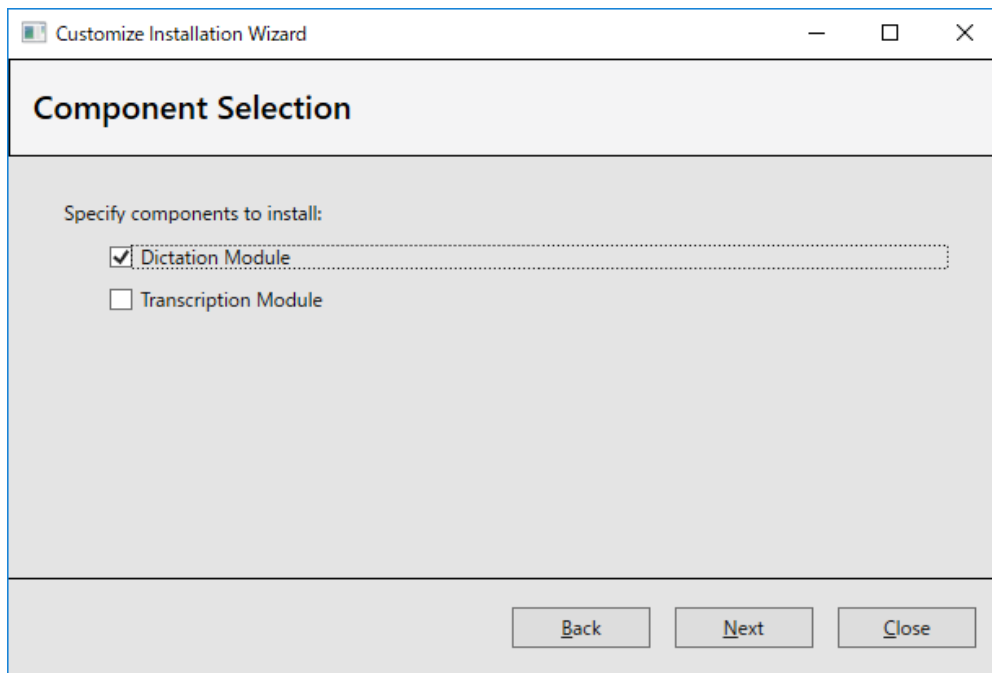 Customize Installation Wizard
Component Selection
Specify components to install:
Dictation Module
Transcription Module
Back Next Close